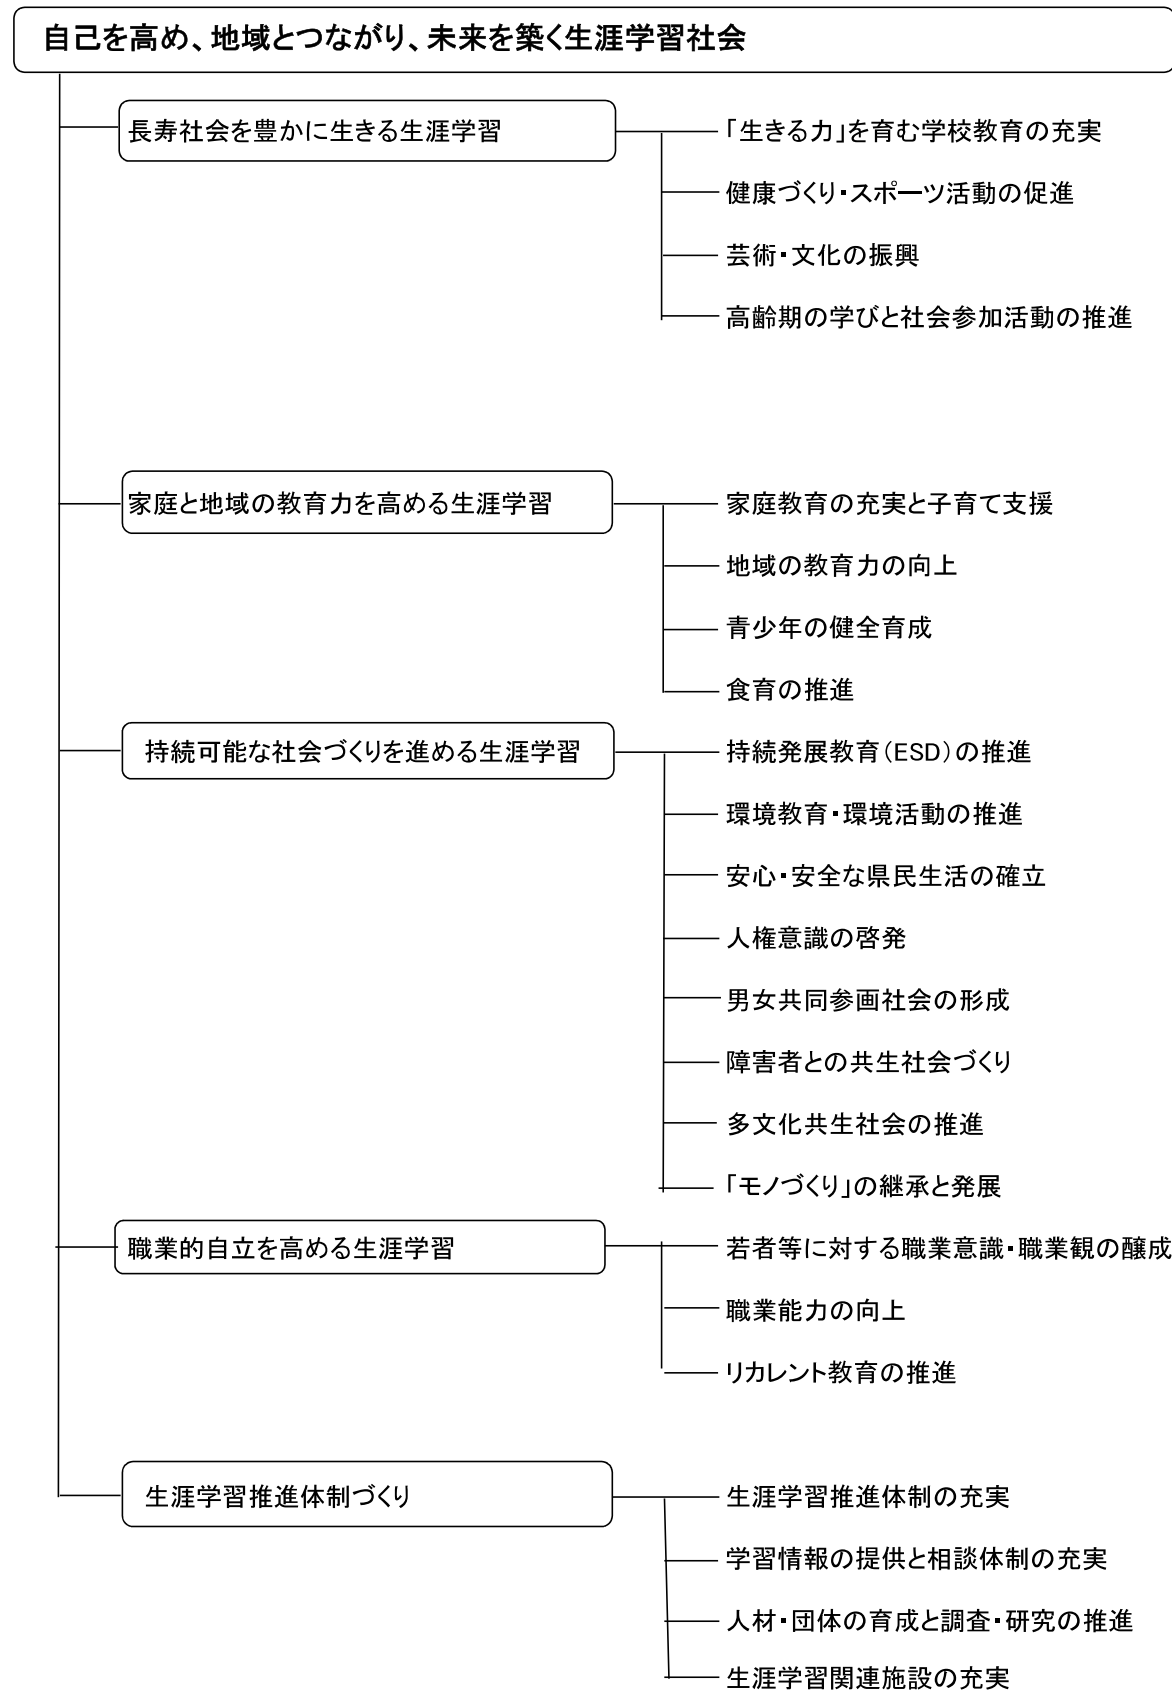 自己を高め、地域とつながり、未来を築く生涯学習社会
長寿社会を豊かに生きる生涯学習
「生きる力」を育む学校教育の充実
健康づくり・スポーツ活動の促進
芸術・文化の振興
高齢期の学びと社会参加活動の推進
家庭と地域の教育力を高める生涯学習
家庭教育の充実と子育て支援
地域の教育力の向上
青少年の健全育成
食育の推進
持続可能な社会づくりを進める生涯学習
持続発展教育(ESD)の推進
環境教育・環境活動の推進
安心・安全な県民生活の確立
人権意識の啓発
男女共同参画社会の形成
障害者との共生社会づくり
多文化共生社会の推進
「モノづくり」の継承と発展
職業的自立を高める生涯学習
若者等に対する職業意識・職業観の醸成
職業能力の向上
リカレント教育の推進
生涯学習推進体制づくり
生涯学習推進体制の充実
学習情報の提供と相談体制の充実
人材・団体の育成と調査・研究の推進
生涯学習関連施設の充実